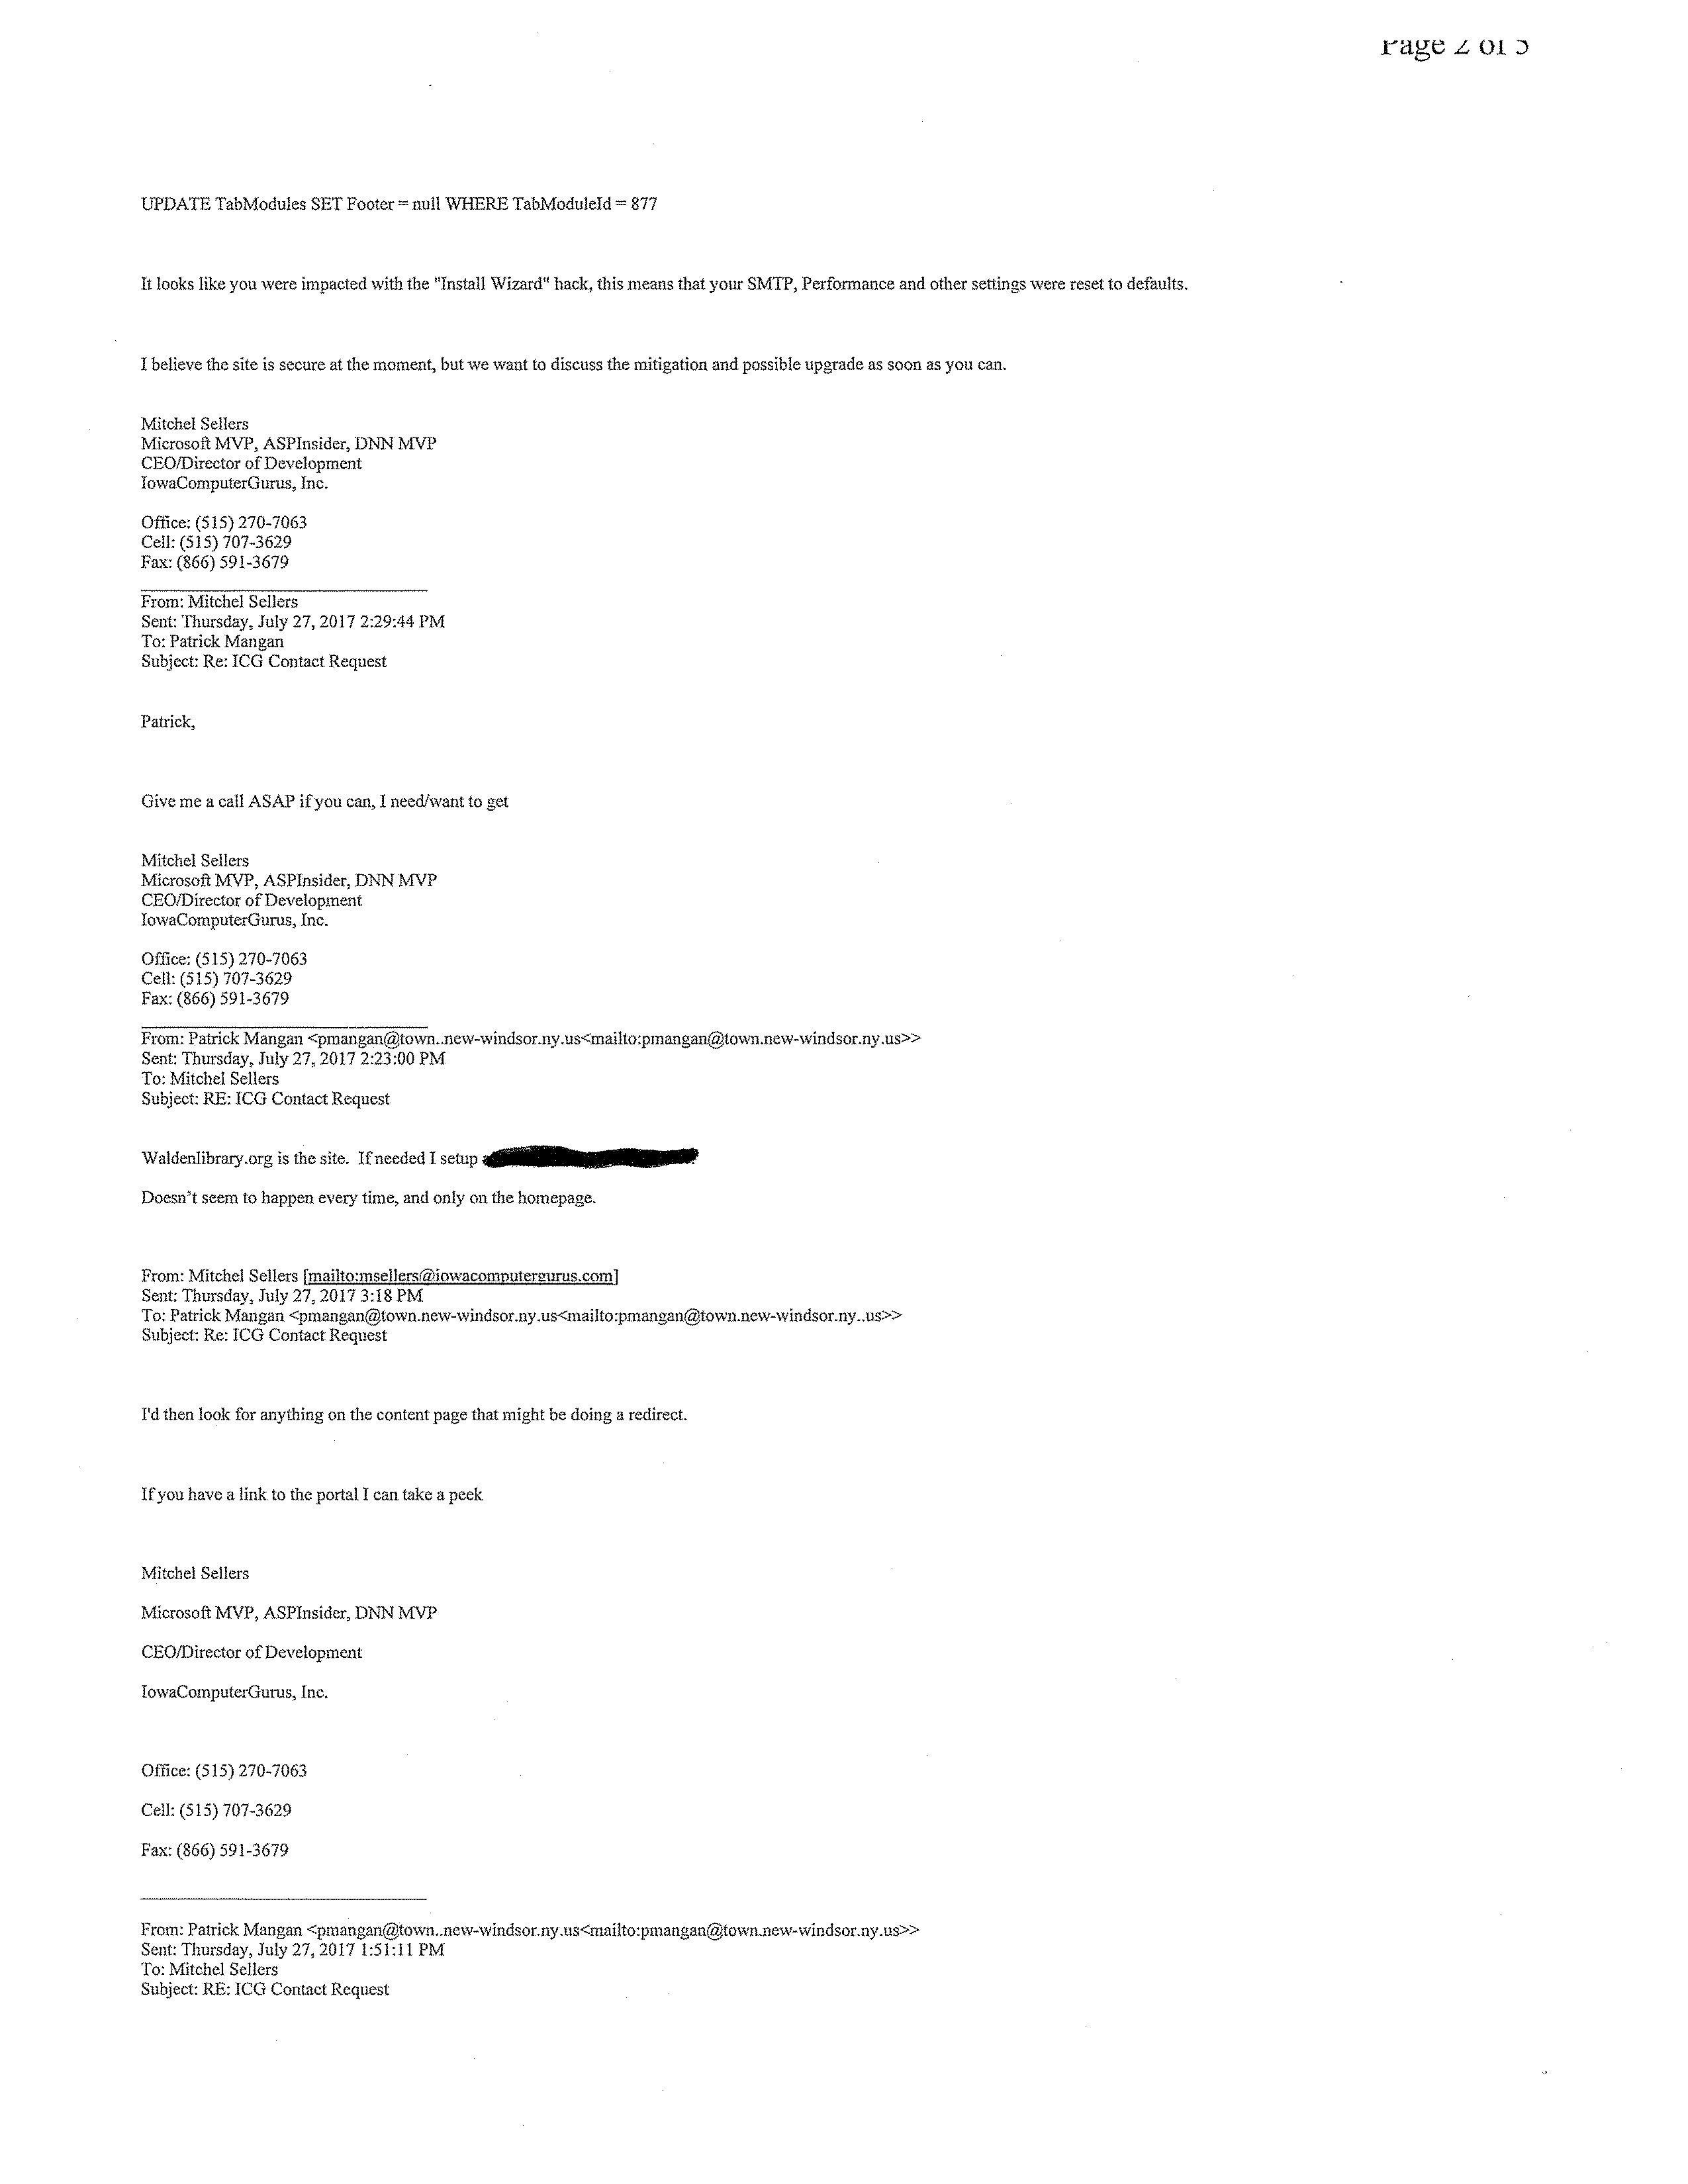 Page 2 of 5
UPDATE TabModules SET Footer = null WHERE TabModuleId = 877
It looks like you were impacted with the "Install Wizard" hack, this means that your SMTP, Performance and other settings were reset to defaults.
I believe the site is secure at the moment, but we want to discuss the mitigation and possible upgrade as soon as you can.
Mitchel Sellers
Microsoft MVP, ASPInsider, DNN MVP
CEO/Director of Development
IowaComputerGurus, Inc.
Office: (515) 270-7063
Cell: (515) 707-3629
Fax: (866) 591-3679
From: Mitchel Sellers
Sent: Thursday, July 27, 2017 2:29:44 PM
To: Patrick Mangan
Subject: Re: ICG Contact Request
Patrick,
Give me a call ASAP if you can, I need/want to get
Mitchel Sellers
Microsoft MVP, ASPInsider, DNN MVP
CEO/Director of Development
IowaComputerGurus, Inc.
Office: (515) 270-7063
Cell: (515) 707-3629
Fax: (866) 591-3679
From: Patrick Mangan <pmangan@town..new-windsor.ny.us<mailto:pmangan@town.new-windsor.ny.us>>
Sent: Thursday, July 27, 2017 2:23:00 PM
To: Mitchel Sellers
Subject: RE: ICG Contact Request
Waldenlibrary.org is the site.  If needed I setup
Doesn't seem to happen every time, and only on the homepage.
From: Mitchel Sellers [mailto:msellers@iowacomputergurus.com]
Sent: Thursday, July 27, 2017 3:18 PM
To: Patrick Mangan <pmangan@town.new-windsor.ny.us<mailto:pmangan@town.new-windsor.ny..us>>
Subject: Re: ICG Contact Request
I'd then look for anything on the content page that might be doing a redirect.
If you have a link to the portal I can take a peek
Mitchel Sellers
Microsoft MVP, ASPInsider, DNN MVP
CEO/Director of Development
IowaComputerGurus, Inc.
Office: (515) 270-7063
Cell: (515) 707-3629
Fax: (866) 591-3679
From: Patrick Mangan <pmangan@town..new-windsor.ny.us<mailto:pmangan@town.new-windsor.ny.us>>
Sent: Thursday, July 27, 2017 1:51:11 PM
To: Mitchel Sellers
Subject: RE: ICG Contact Request